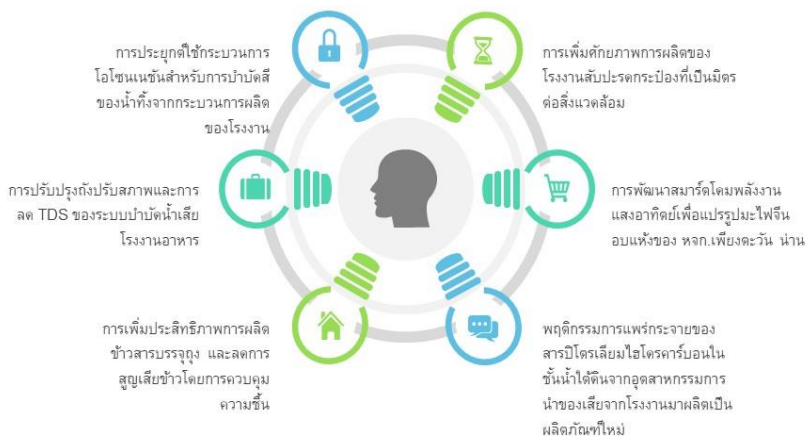 การประยุกต์ใช้กระบวนการ
โอโซนเนชันสำหรับการบำบัดสี
ของน้ำทิ้งจากกระบวนการผลิต
ของโรงงาน
การเพิ่มศักยภาพการผลิตของ
โรงงานสับปะรดกระป๋องที่เป็นมิตร
ต่อสิ่งแวดล้อม
การปรับปรุงถังปรับสภาพและการ
ลด TDS ของระบบบำบัดน้ำเสีย
โรงงานอาหาร
การพัฒนาสมาร์ตโดมพลังงาน
แสงอาทิตย์เพื่อแปรรูปมะไฟจีน
อบแห้งของ หจก.เพียงตะวัน น่าน
การเพิ่มประสิทธิภาพการผลิต
ข้าวสารบรรจุถุง และลดการ
สูญเสียข้าวโดยการควบคุม
ความชื้น
พฤติกรรมการแพร่กระจายของ
สารปิโตรเลียมไฮโดรคาร์บอนใน
ชั้นน้ำใต้ดินจากอุตสาหกรรมการ
นำของเสียจากโรงงานมาผลิตเป็น
ผลิตภัณฑ์ใหม่